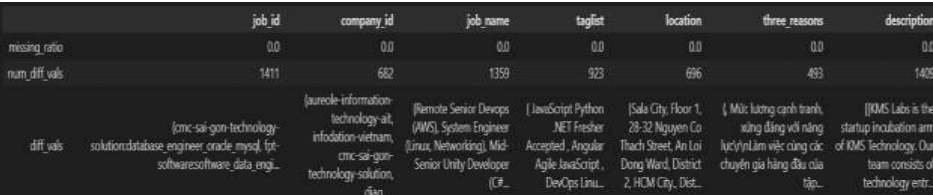 job_id company_id job_name taglist location three_reasons description
missing_ratio 0.0 0.0 0.0 0.0 0.0 0.0 0.0
num_diff_vals 1411 682 1359 923 696 493 1409
{aureole-information- {Remote Senior Devops { JavaScript Python {Sala City, Floor 1, {, Mức lương cạnh tranh, {[KMS Labs is the
{cmc-sai-gon-technology- technology-ait, (AWS), System Engineer .NET Fresher 28-32 Nguyen Co xứng đáng với năng startup incubation arm
diff_vals solution:database_engineer_oracle_mysql, fpt- infodation-vietnam, (Linux, Networking), Mid- Accepted , Angular Thach Street, An Loi lực\r\nLàm việc cùng các of KMS Technology. Our
software:software_data_engi... cmc-sai-gon- Senior Unity Developer Agile JavaScript , Dong Ward, District chuyên gia hàng đầu của team consists of
technology-solution, (C#... DevOps Linu... 2, HCM City,, Dist... tập... technology entr...
diag...